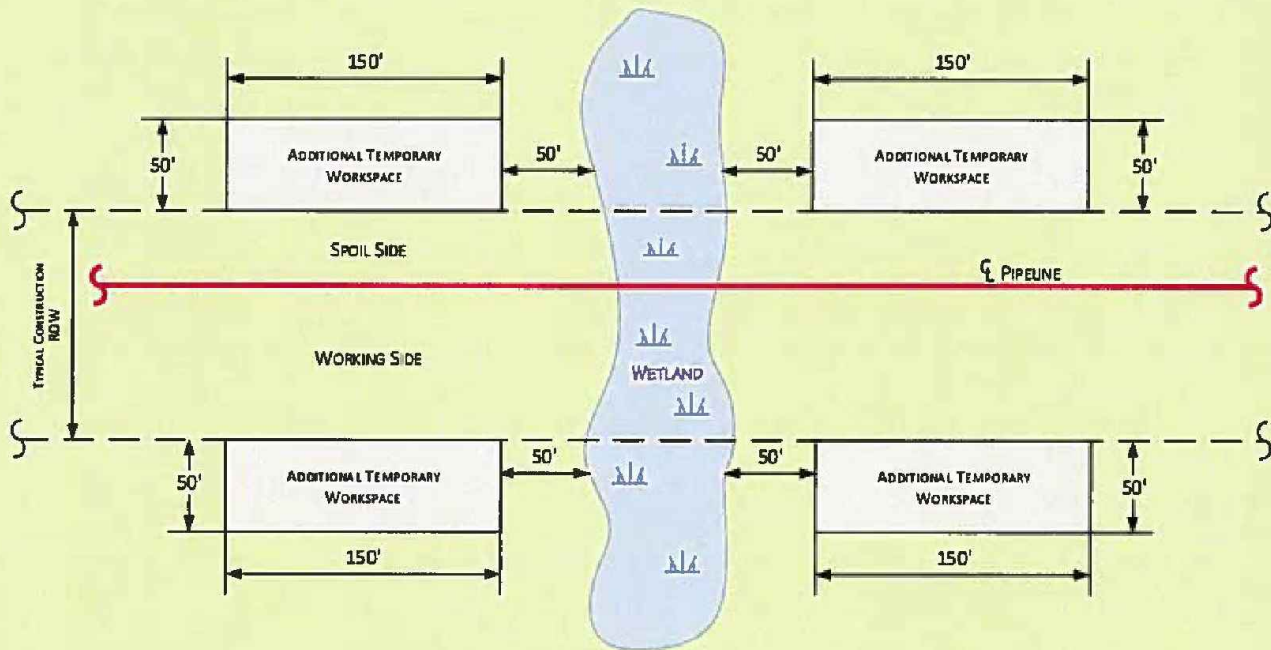 150'
150'
50'
ADDITIONAL TEMPORARY
WORKSPACE
50'
50'
ADDITIONAL TEMPORARY
WORKSPACE
50'
SPOIL SIDE
℄ PIPELINE
TYPICAL CONSTRUCTION
ROW
WORKING SIDE
WETLAND
50'
ADDITIONAL TEMPORARY
WORKSPACE
50'
50'
ADDITIONAL TEMPORARY
WORKSPACE
50'
150'
150'